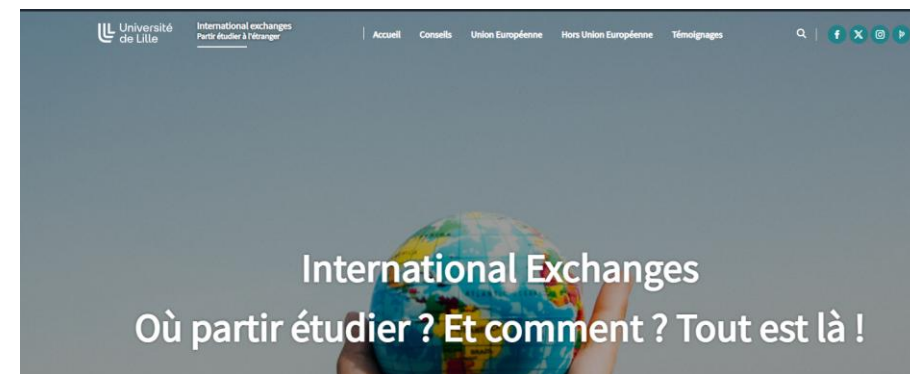 Université
de Lille
International exchanges
Partir étudier à l'étranger
Accueil Conseils Union Européenne Hors Union Européenne Témoignages
International Exchanges
Où partir étudier ? Et comment ? Tout est là !